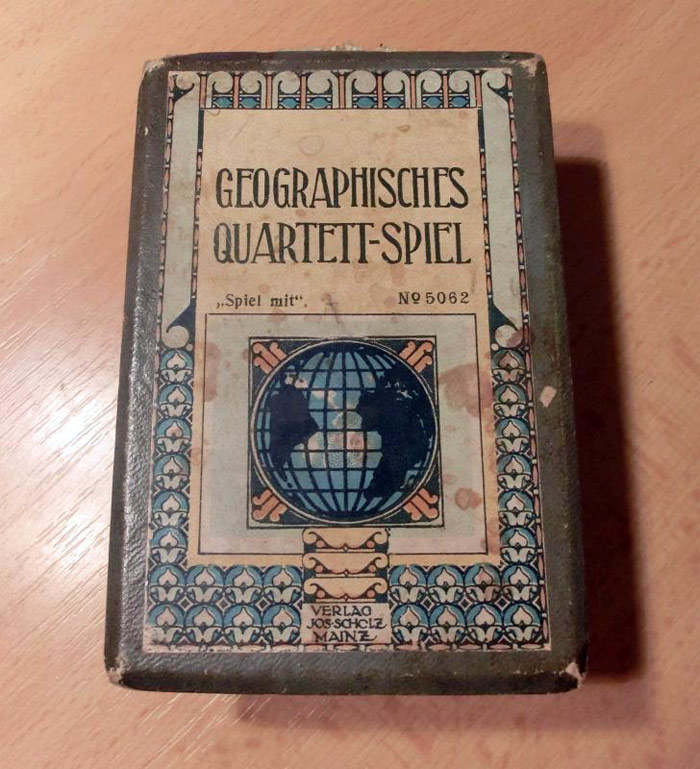 GEOGRAPHISCHES
QUARTETT-SPIEL
„Spiel mit“. No 5062
VERLAG
JOS·SCHOLZ
MAINZ